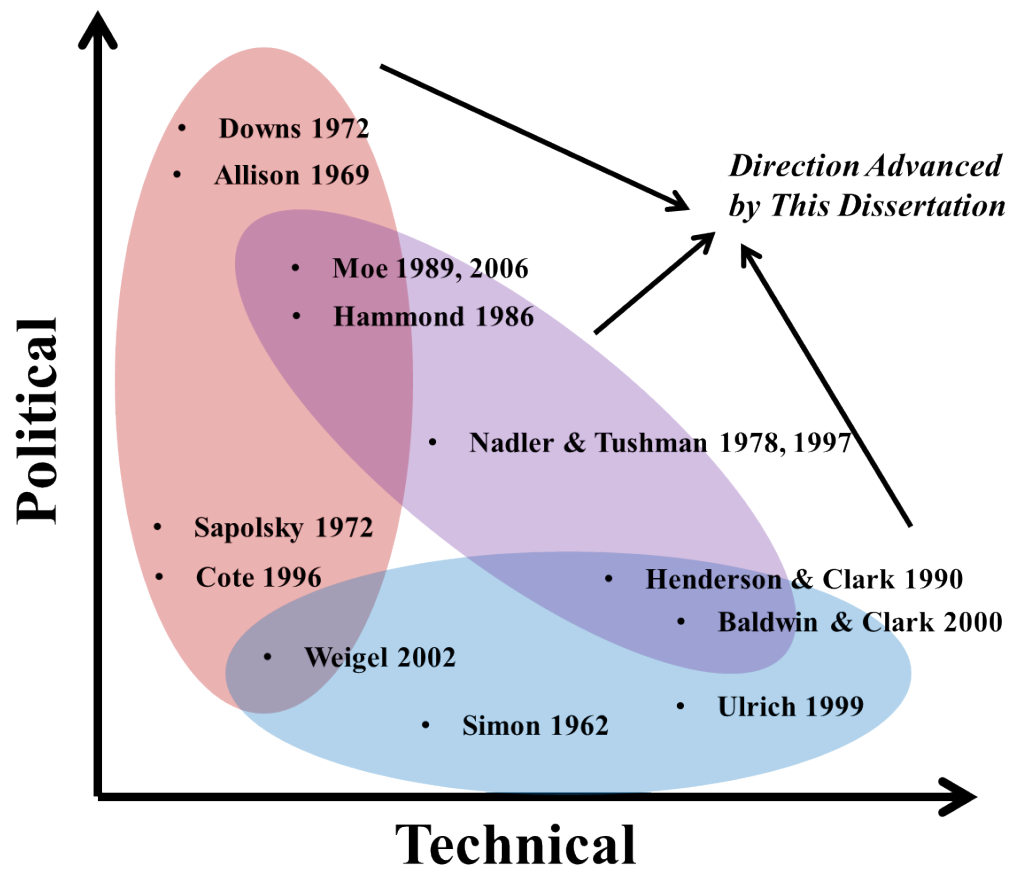 Political
• Downs 1972
• Allison 1969
Direction Advanced
by This Dissertation
• Moe 1989, 2006
• Hammond 1986
• Nadler & Tushman 1978, 1997
• Sapolsky 1972
• Cote 1996
• Henderson & Clark 1990
• Baldwin & Clark 2000
• Weigel 2002
• Ulrich 1999
• Simon 1962
Technical